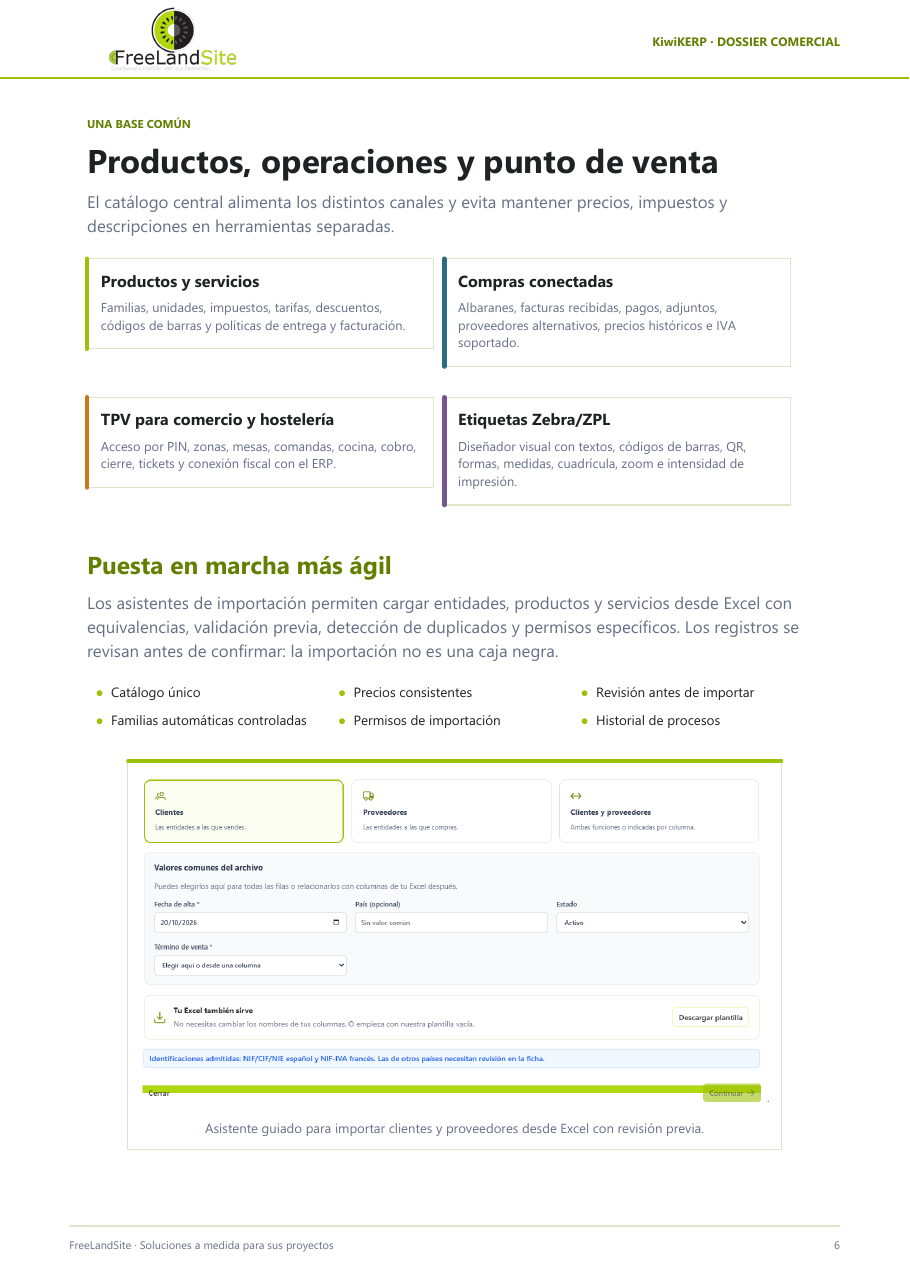 FreeLandSite
KiwiKERP · DOSSIER COMERCIAL
UNA BASE COMÚN
Productos, operaciones y punto de venta
El catálogo central alimenta los distintos canales y evita mantener precios, impuestos y
descripciones en herramientas separadas.
Productos y servicios
Familias, unidades, impuestos, tarifas, descuentos,
códigos de barras y políticas de entrega y facturación.
Compras conectadas
Albaranes, facturas recibidas, pagos, adjuntos,
proveedores alternativos, precios históricos e IVA
soportado.
TPV para comercio y hostelería
Acceso por PIN, zonas, mesas, comandas, cocina, cobro,
cierre, tickets y conexión fiscal con el ERP.
Etiquetas Zebra/ZPL
Diseñador visual con textos, códigos de barras, QR,
formas, medidas, cuadrícula, zoom e intensidad de
impresión.
Puesta en marcha más ágil
Los asistentes de importación permiten cargar entidades, productos y servicios desde Excel con
equivalencias, validación previa, detección de duplicados y permisos específicos. Los registros se
revisan antes de confirmar: la importación no es una caja negra.
Catálogo único
Precios consistentes
Revisión antes de importar
Familias automáticas controladas
Permisos de importación
Historial de procesos
Clientes
Las entidades a las que vendes.
Proveedores
Las entidades a las que compras.
Clientes y proveedores
Ambas funciones o indicadas por columna.
Valores comunes del archivo
Puedes elegirlos aquí para todas las filas o relacionarlos con columnas de tu Excel después.
Fecha de alta *
País (opcional)
Estado
20/10/2026
Sin valor común
Activo
Término de venta *
Elegir aquí o desde una columna
Tu Excel también sirve
No necesitas cambiar los nombres de tus columnas. O empieza con nuestra plantilla vacía.
Descargar plantilla
Identificaciones admitidas: NIF/CIF/NIE español y NIF-IVA francés. Las de otros países necesitan revisión en la ficha.
Cerrar
Continuar →
Asistente guiado para importar clientes y proveedores desde Excel con revisión previa.
FreeLandSite · Soluciones a medida para sus proyectos
6